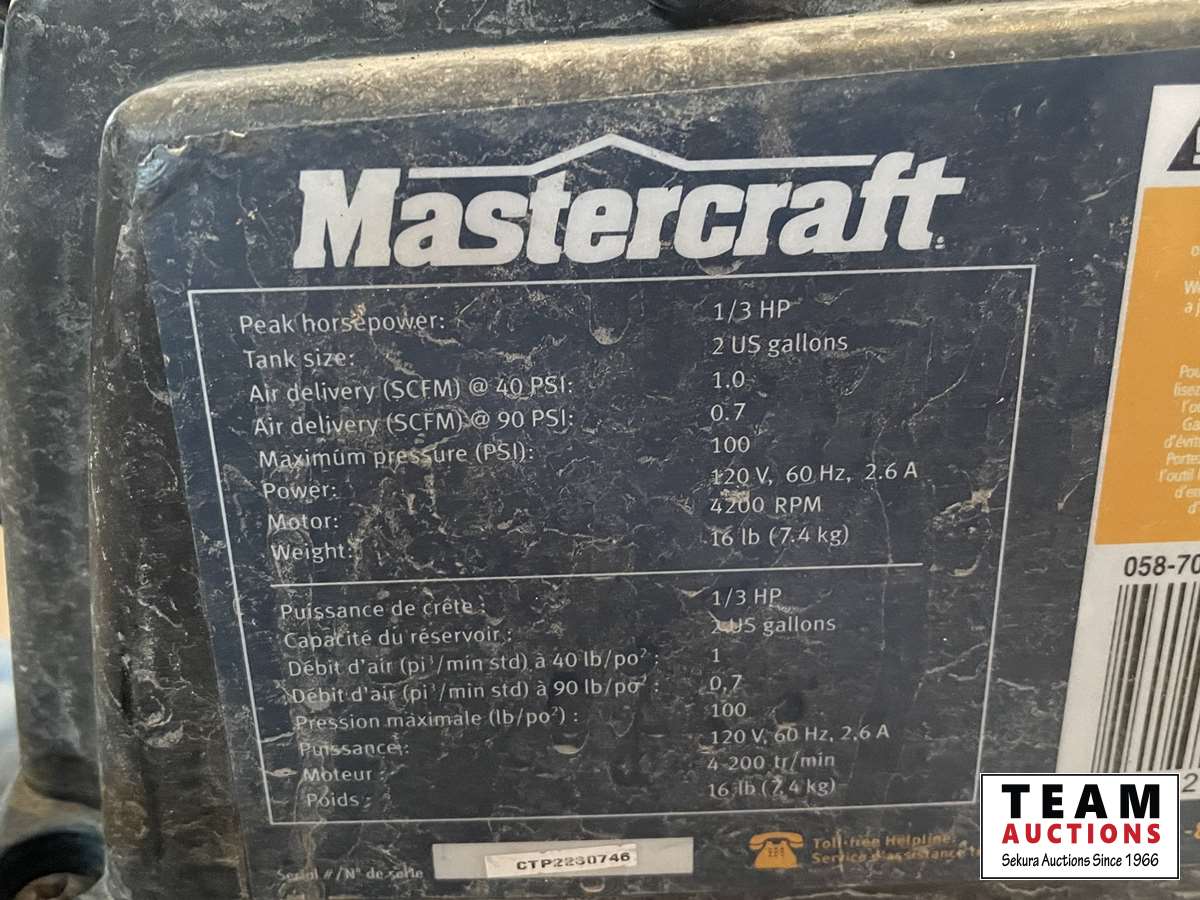 Mastercraft
Peak horsepower: 1/3 HP
Tank size: 2 US gallons
Air delivery (SCFM) @ 40 PSI: 1.0
Air delivery (SCFM) @ 90 PSI: 0.7
Maximum pressure (PSI): 100
Power: 120 V, 60 Hz, 2.6 A
Motor: 4200 RPM
Weight: 16 lb (7.4 kg)
Puissance de crête : 1/3 HP
Capacité du réservoir : 2 US gallons
Débit d'air (pi³/min std) à 40 lb/po² : 1
Débit d'air (pi³/min std) à 90 lb/po² : 0,7
Pression maximale (lb/po²) : 100
Puissance : 120 V, 60 Hz, 2,6 A
Moteur : 4 200 tr/min
Poids : 16 lb (7,4 kg)
Serial # / N° de série
CTP2230746
Toll-free Helpline
Service d'assistance
058-70
TEAM
AUCTIONS
Sekura Auctions Since 1966